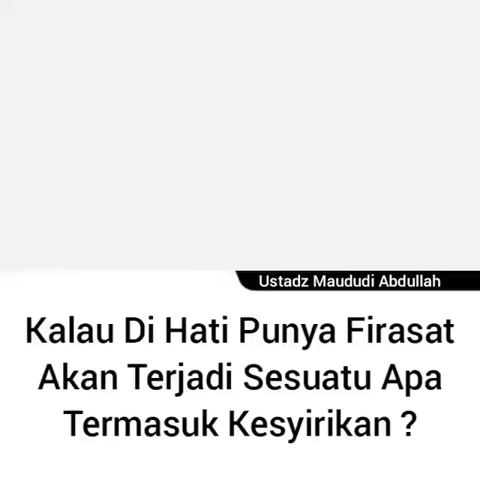 Ustadz Maududi Abdullah
Kalau Di Hati Punya Firasat
Akan Terjadi Sesuatu Apa
Termasuk Kesyirikan ?